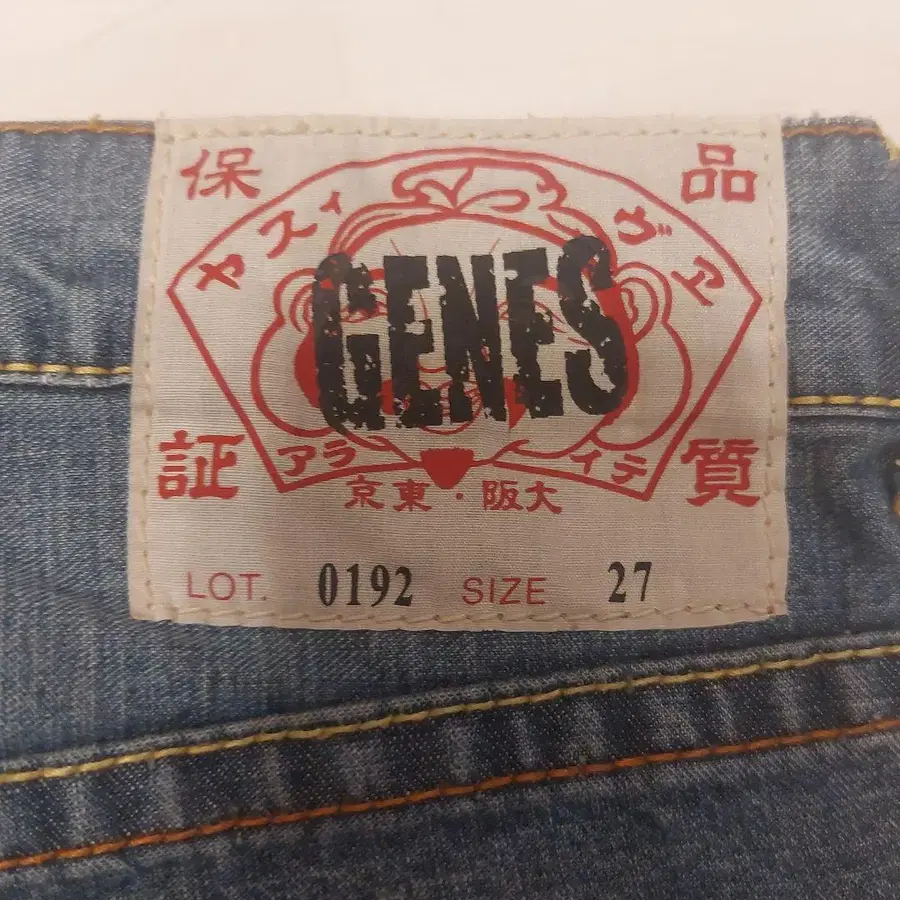 品質
保証
エヴィスヤ
GENES
テイラア
大阪・東京
LOT. 0192 SIZE 27